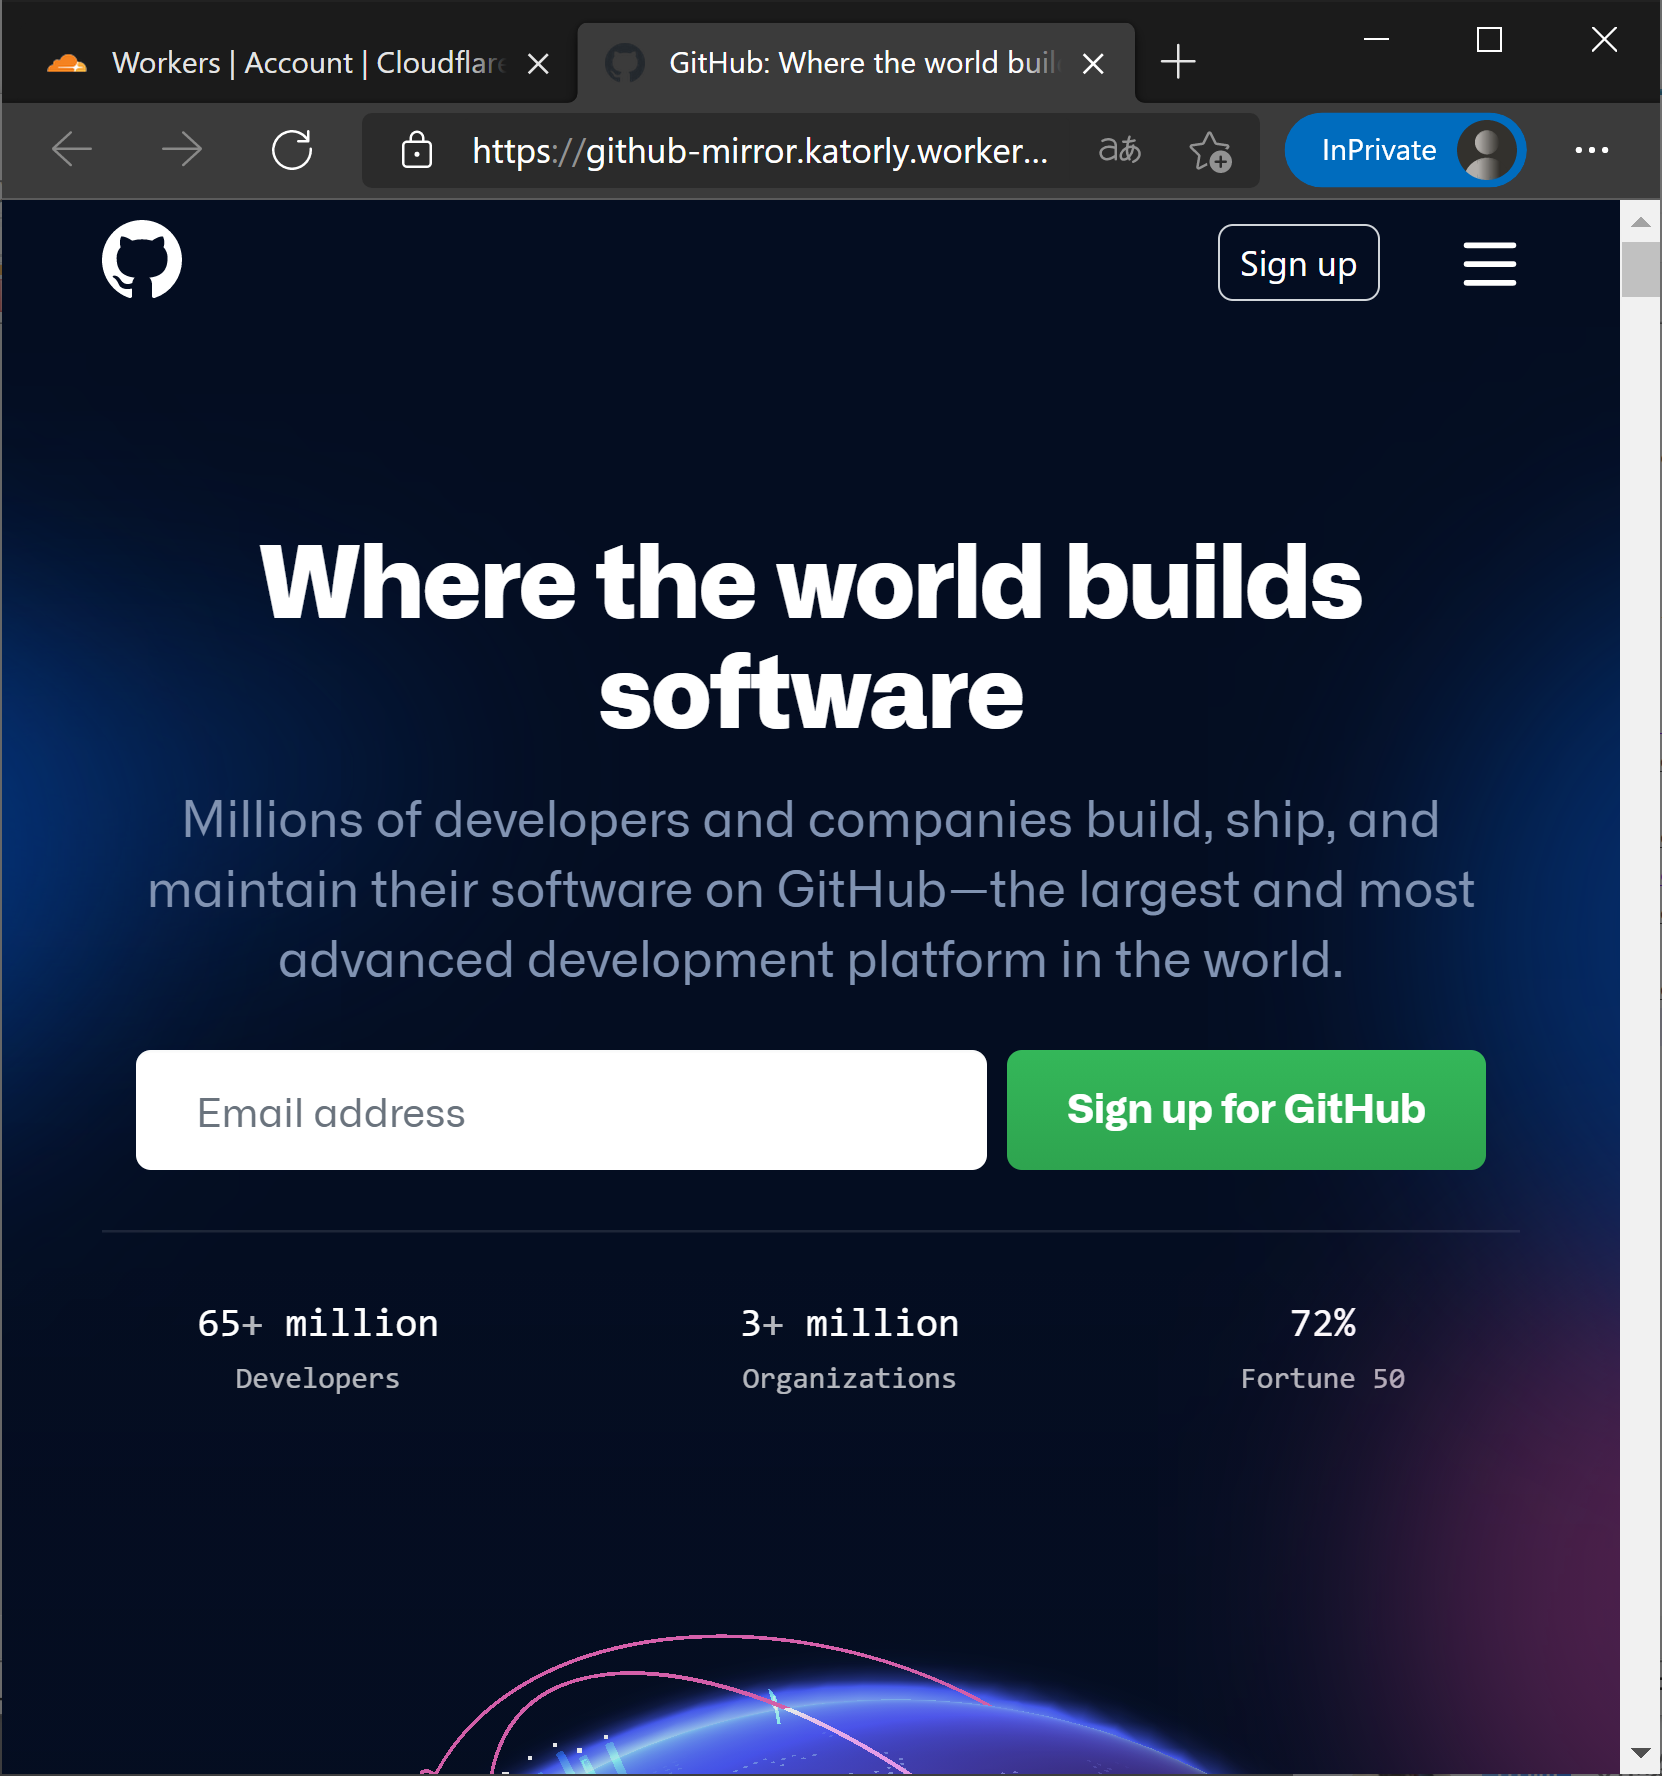 Workers | Account | Cloudflare
GitHub: Where the world buil
https://github-mirror.katorly.worker...
aあ
InPrivate
Sign up
Where the world builds
software
Millions of developers and companies build, ship, and
maintain their software on GitHub—the largest and most
advanced development platform in the world.
Email address
Sign up for GitHub
65+ million
Developers
3+ million
Organizations
72%
Fortune 50